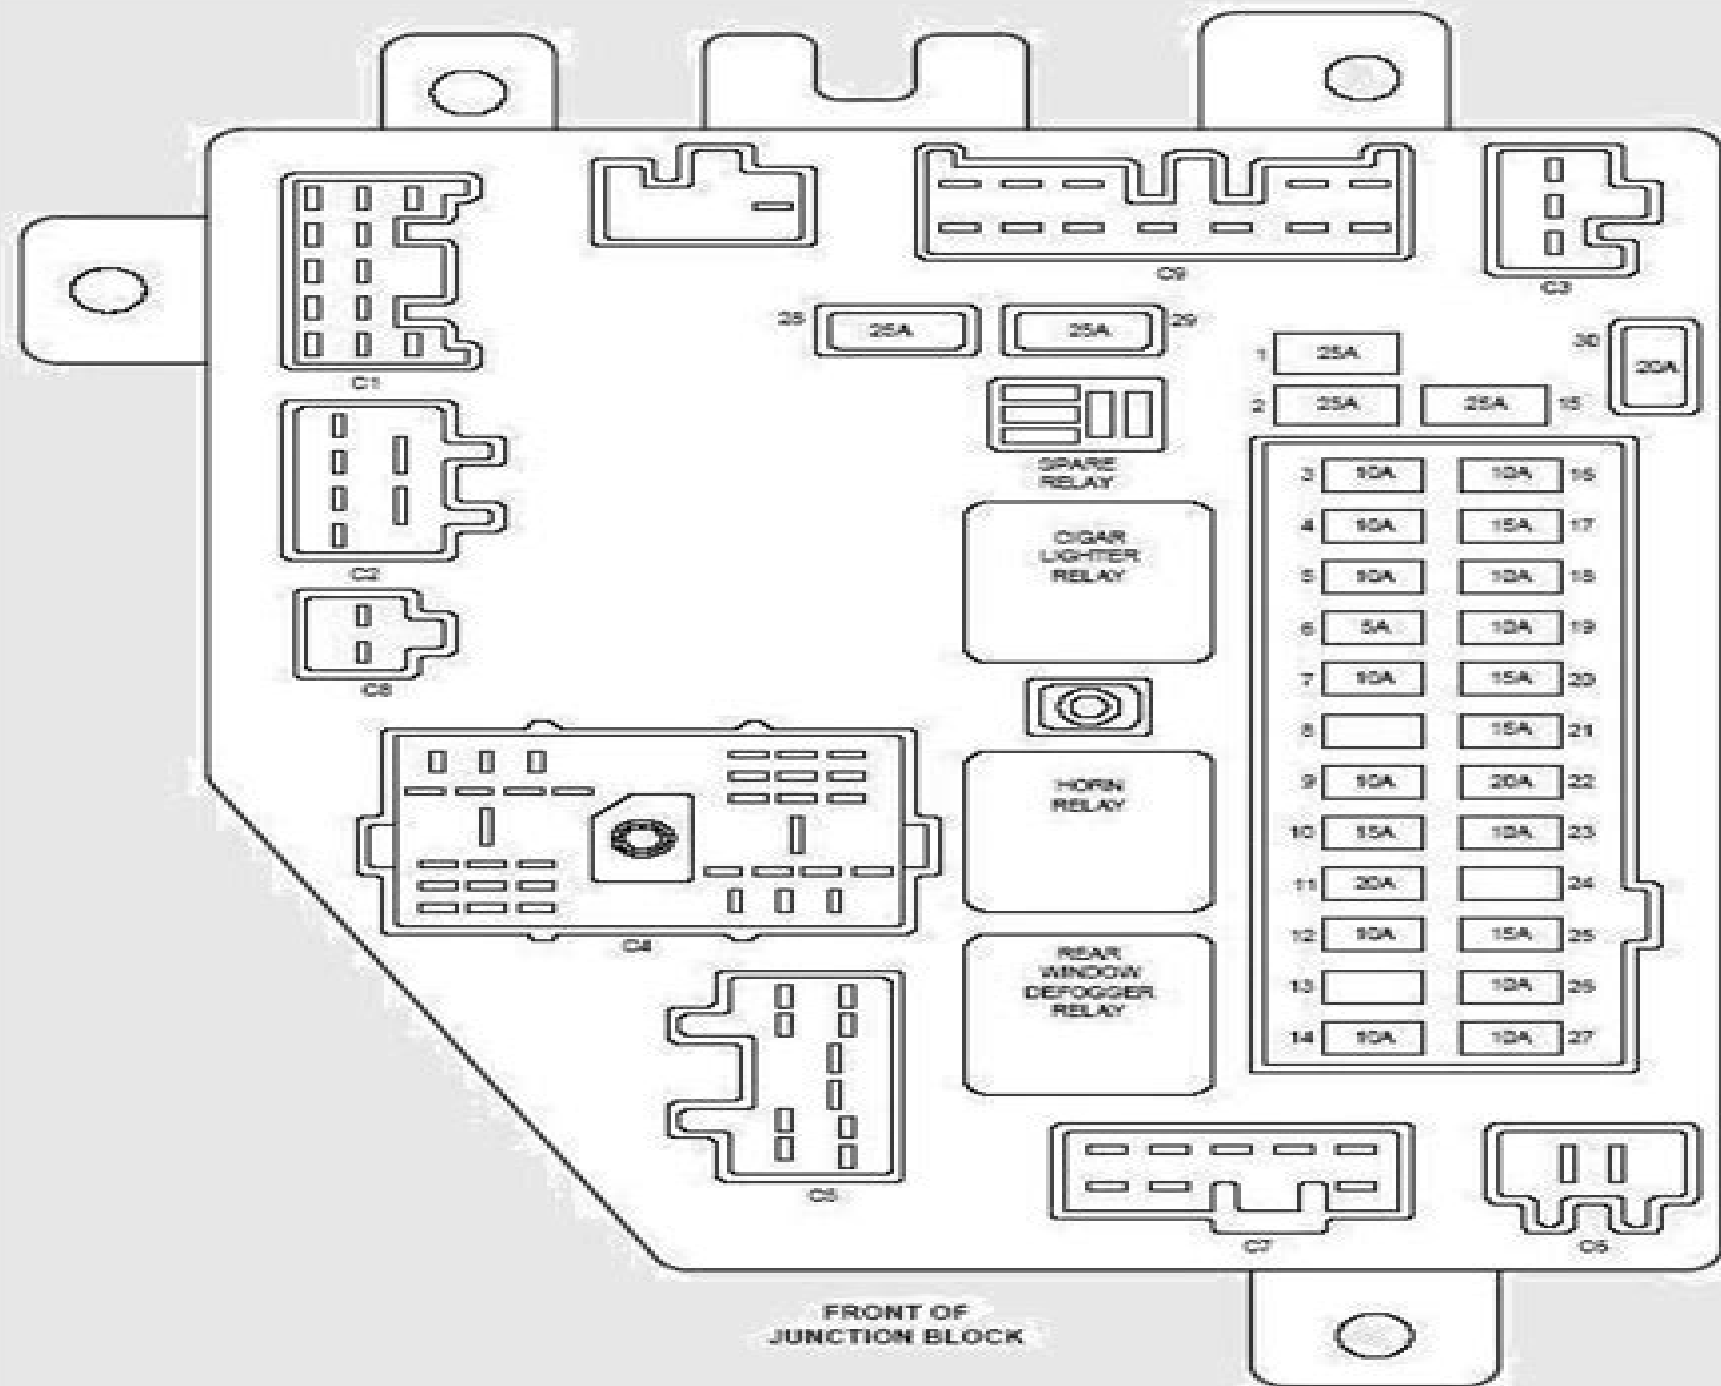 C9
C3
28 25A 25A 29
1 25A
30 20A
C1
2 25A 25A 15
SPARE
RELAY
3 10A 10A 16
4 10A 15A 17
CIGAR
LIGHTER
RELAY
5 10A 10A 18
C2
6 5A 10A 19
7 10A 15A 20
C8
8 15A 21
9 10A 20A 22
HORN
RELAY
10 15A 10A 23
11 20A 24
12 10A 15A 25
C4
REAR
WINDOW
DEFOGGER
RELAY
13 10A 26
14 10A 10A 27
C5
C7
C6
FRONT OF
JUNCTION BLOCK